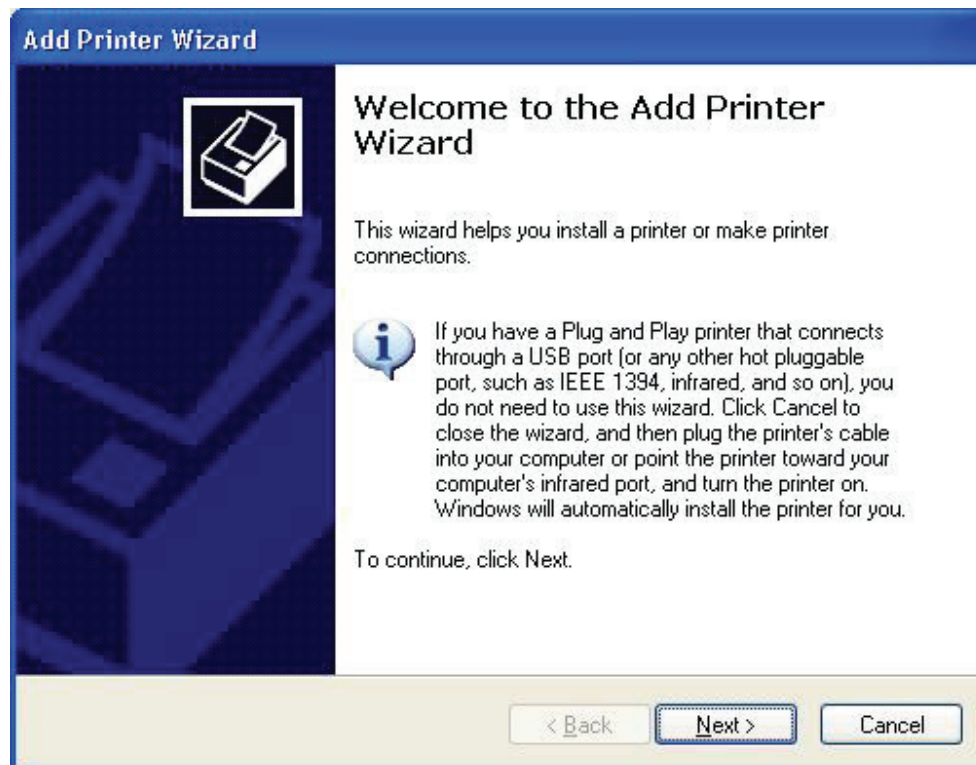 Add Printer Wizard
Welcome to the Add Printer
Wizard
This wizard helps you install a printer or make printer
connections.
If you have a Plug and Play printer that connects
through a USB port (or any other hot pluggable
port, such as IEEE 1394, infrared, and so on), you
do not need to use this wizard. Click Cancel to
close the wizard, and then plug the printer's cable
into your computer or point the printer toward your
computer's infrared port, and turn the printer on.
Windows will automatically install the printer for you.
To continue, click Next.
< Back Next > Cancel